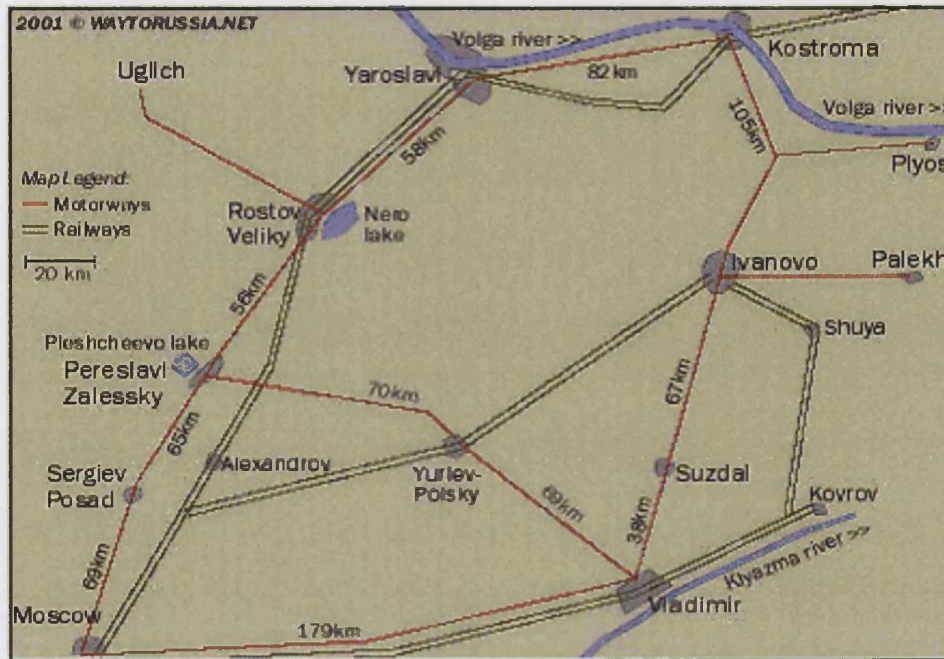 2001 © WAYTORUSSIA.NET
Volga river >>
Kostroma
Uglich
Yaroslavl
82km
Volga river >>
105km
58km
Plyos
Map Legend:
Motorways
Railways
Rostov
Veliky
Nero
lake
20 km
Ivanovo
Palekh
56km
Shuya
Pleshcheevo lake
Pereslavl
Zalessky
70km
67km
65km
Alexandrov
Sergiev
Posad
Yuriev-
Polsky
Suzdal
69km
Kovrov
38km
69km
Klyazma river >>
Moscow
Vladimir
179km